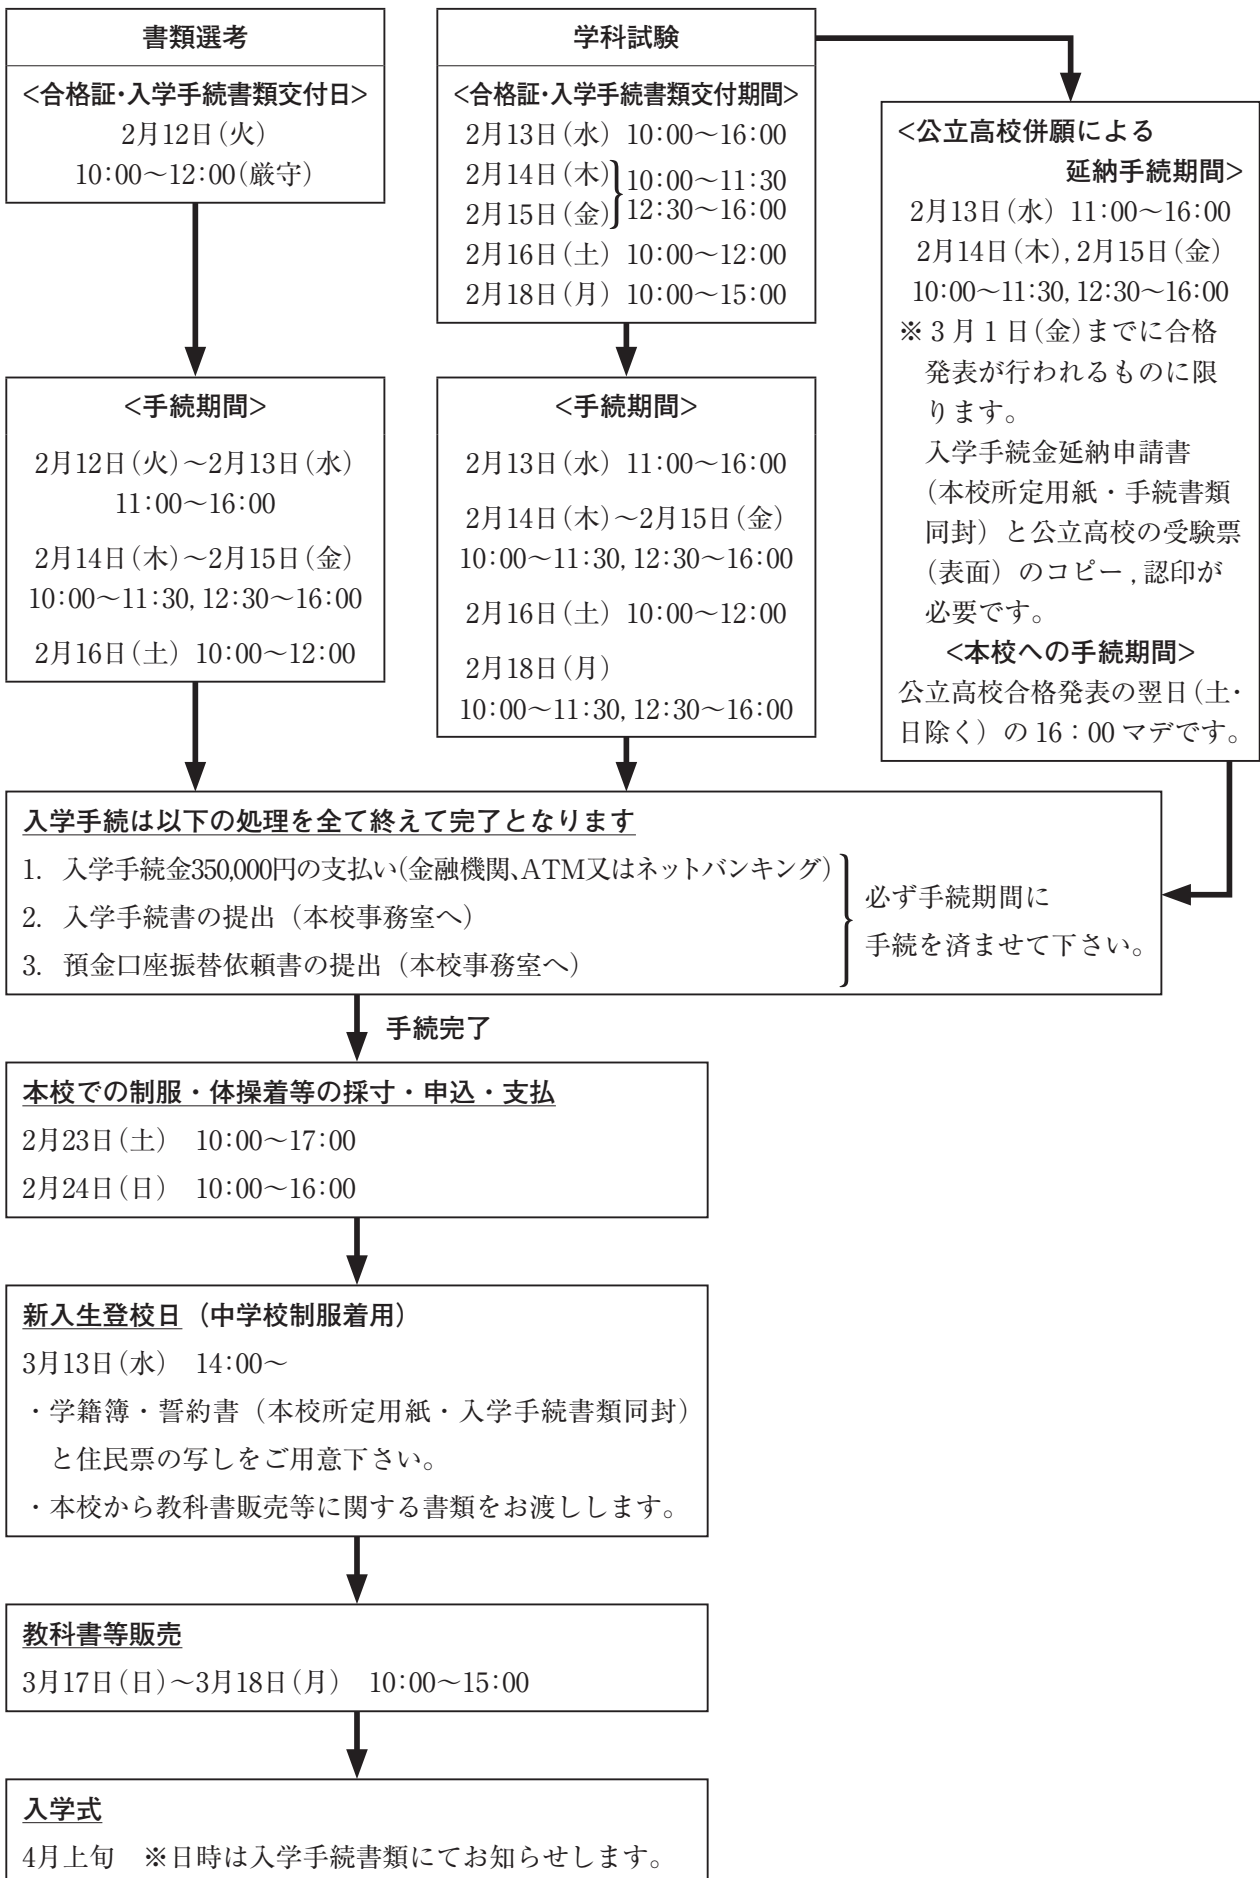 書類選考
<合格証・入学手続書類交付日>
2月12日(火)
10:00～12:00(厳守)
学科試験
<合格証・入学手続書類交付期間>
2月13日(水) 10:00～16:00
2月14日(木) 10:00～11:30
2月15日(金) 12:30～16:00
2月16日(土) 10:00～12:00
2月18日(月) 10:00～15:00
<公立高校併願による
延納手続期間>
2月13日(水) 11:00～16:00
2月14日(木), 2月15日(金)
10:00～11:30, 12:30～16:00
※3月1日(金)までに合格
発表が行われるものに限
ります。
入学手続金延納申請書
(本校所定用紙・手続書類
同封)と公立高校の受験票
(表面)のコピー,認印が
必要です。
<本校への手続期間>
公立高校合格発表の翌日(土・
日除く)の16:00マデです。
<手続期間>
2月12日(火)～2月13日(水)
11:00～16:00
2月14日(木)～2月15日(金)
10:00～11:30, 12:30～16:00
2月16日(土) 10:00～12:00
<手続期間>
2月13日(水) 11:00～16:00
2月14日(木)～2月15日(金)
10:00～11:30, 12:30～16:00
2月16日(土) 10:00～12:00
2月18日(月)
10:00～11:30, 12:30～16:00
入学手続は以下の処理を全て終えて完了となります
1. 入学手続金350,000円の支払い(金融機関、ATM又はネットバンキング)
2. 入学手続書の提出(本校事務室へ)
3. 預金口座振替依頼書の提出(本校事務室へ)
必ず手続期間に
手続を済ませて下さい。
手続完了
本校での制服・体操着等の採寸・申込・支払
2月23日(土) 10:00～17:00
2月24日(日) 10:00～16:00
新入生登校日(中学校制服着用)
3月13日(水) 14:00～
・学籍簿・誓約書(本校所定用紙・入学手続書類同封)
と住民票の写しをご用意下さい。
・本校から教科書販売等に関する書類をお渡しします。
教科書等販売
3月17日(日)～3月18日(月) 10:00～15:00
入学式
4月上旬 ※日時は入学手続書類にてお知らせします。